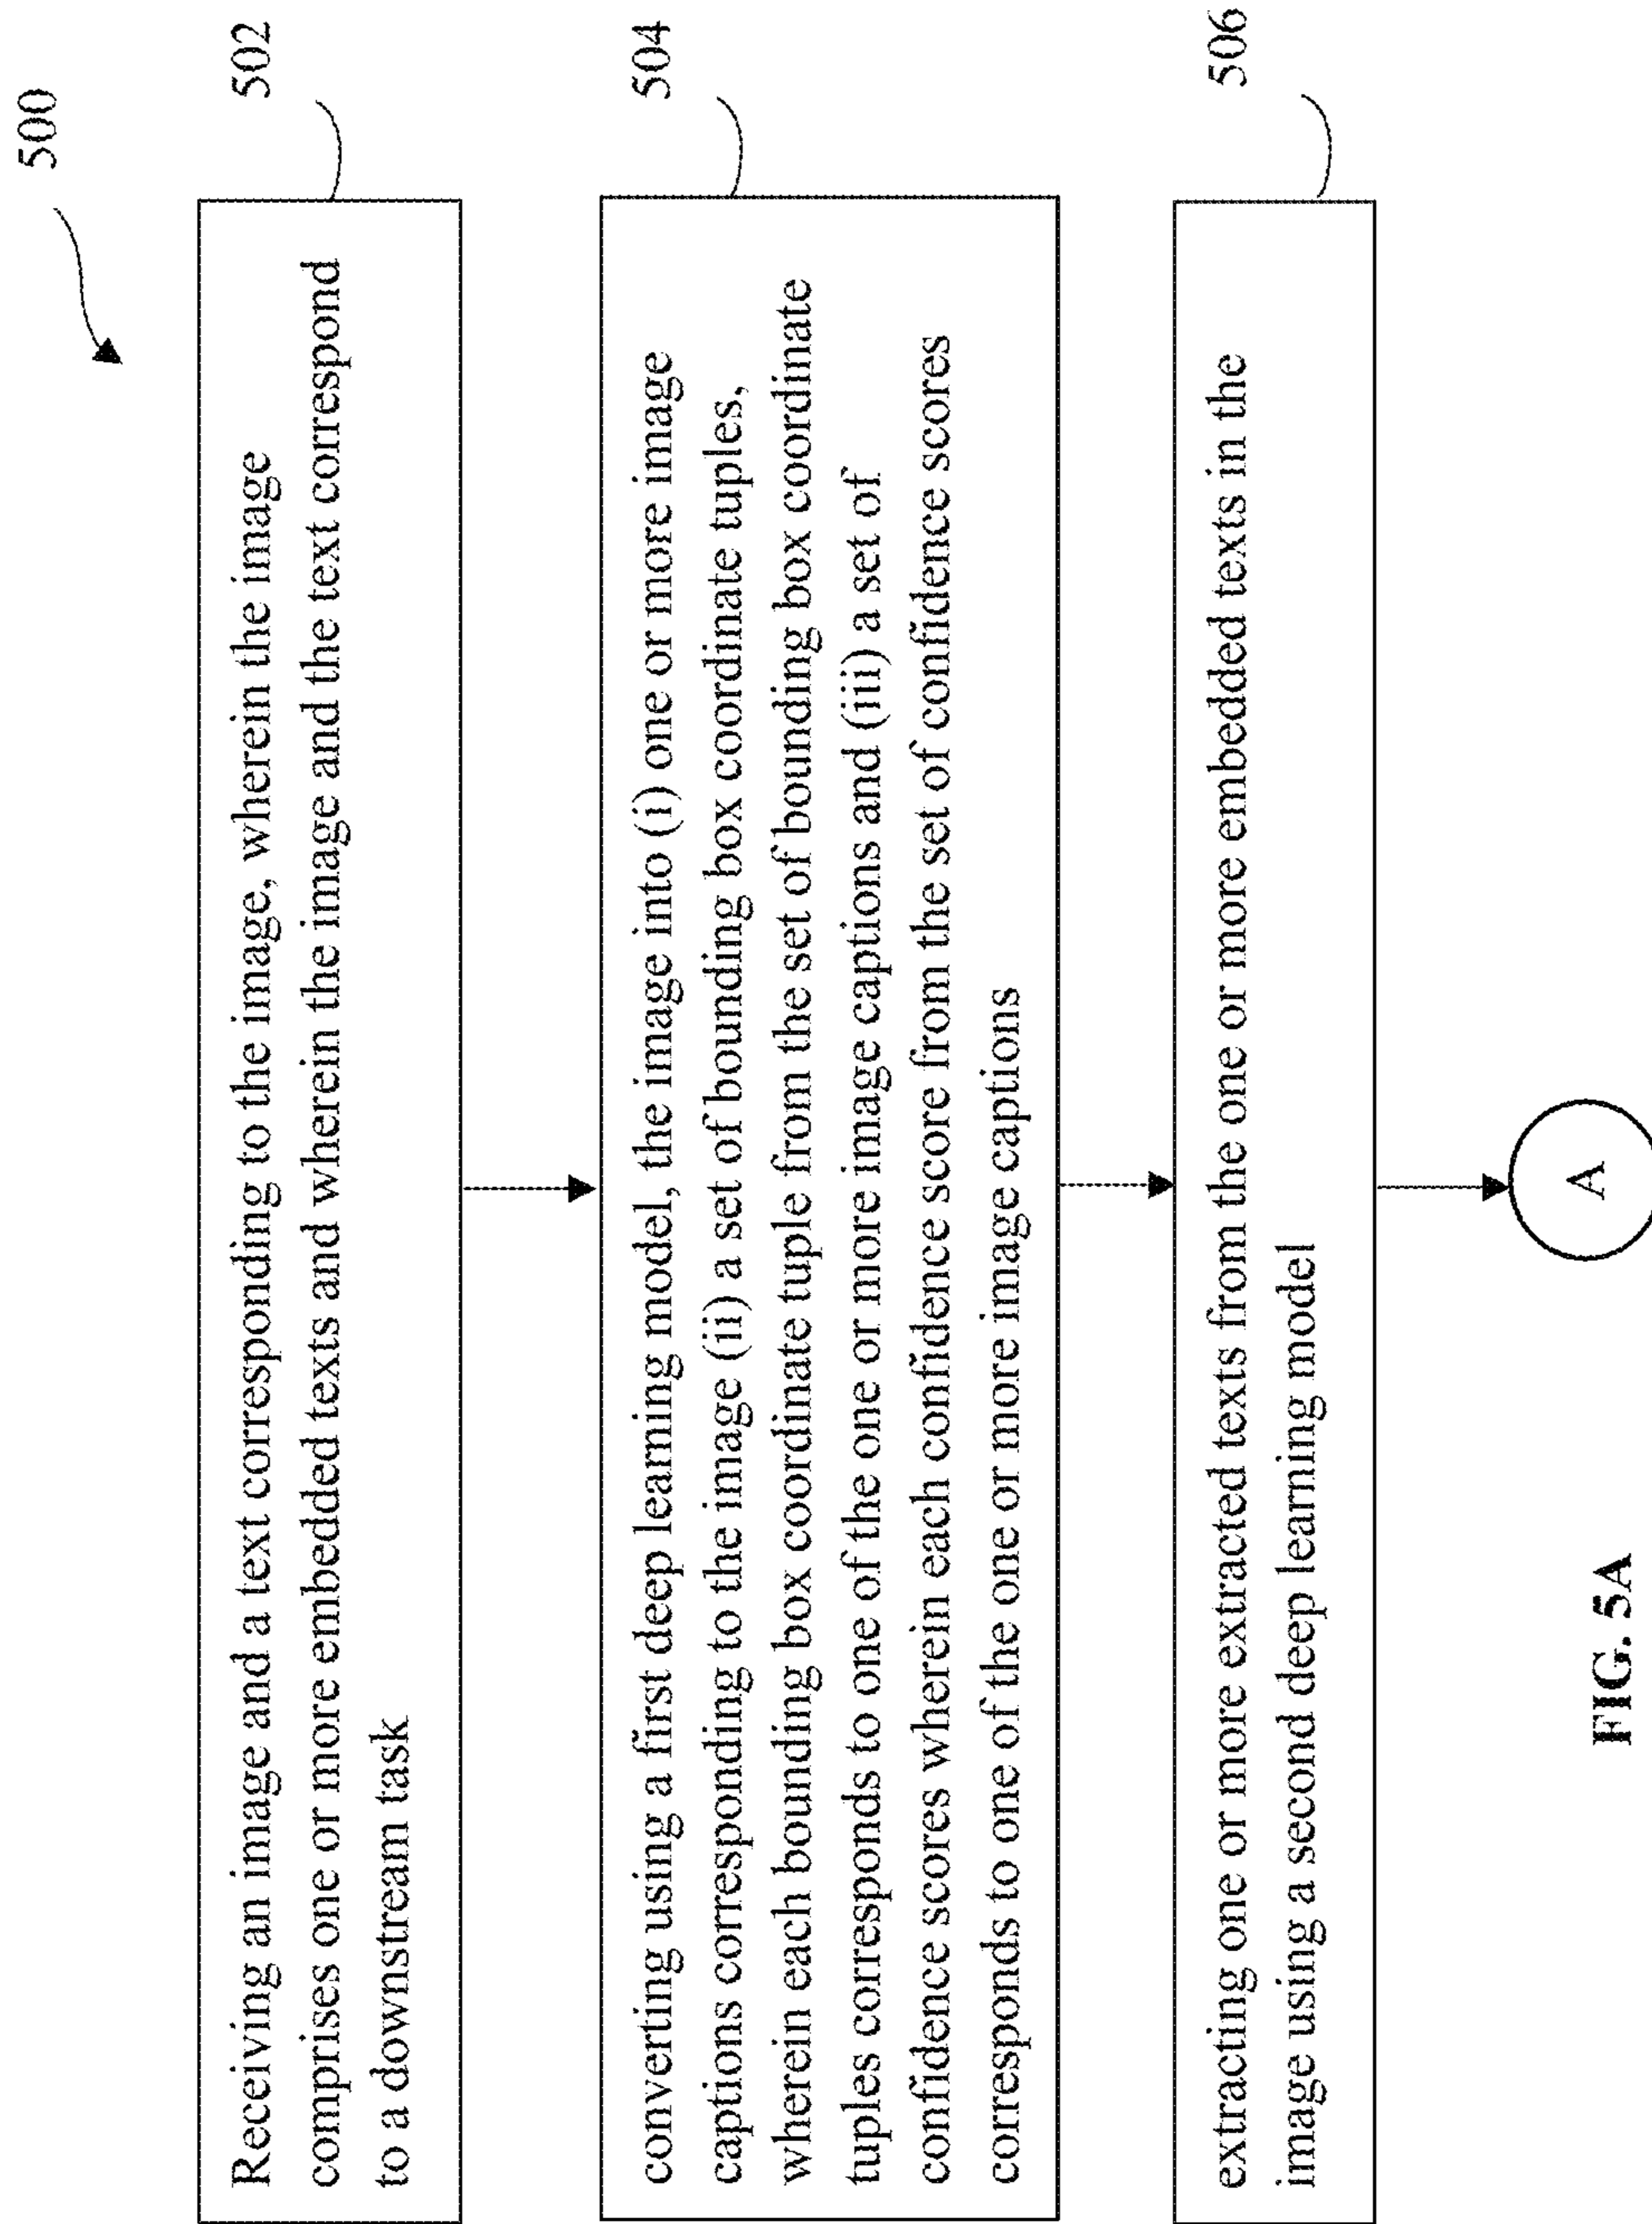 500
502
Receiving an image and a text corresponding to the image, wherein the image
comprises one or more embedded texts and wherein the image and the text correspond
to a downstream task
504
converting using a first deep learning model, the image into (i) one or more image
captions corresponding to the image (ii) a set of bounding box coordinate tuples,
wherein each bounding box coordinate tuple from the set of bounding box coordinate
tuples corresponds to one of the one or more image captions and (iii) a set of
confidence scores wherein each confidence score from the set of confidence scores
corresponds to one of the one or more image captions
506
extracting one or more extracted texts from the one or more embedded texts in the
image using a second deep learning model
A
FIG. 5A